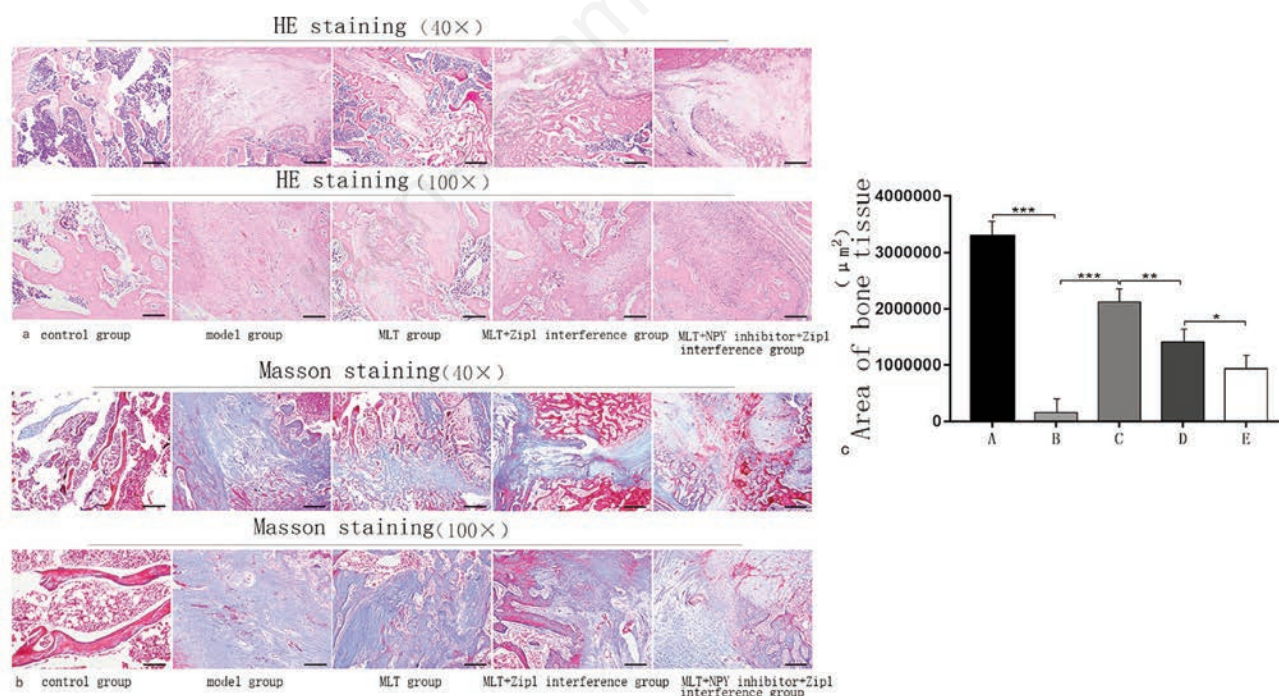 HE staining (40×)
HE staining (100×)
a control group model group MLT group MLT+Zip1 interference group MLT+NPY inhibitor+Zip1
interference group
Masson staining(40×)
Masson staining(100×)
b control group model group MLT group MLT+Zip1 interference group MLT+NPY inhibitor+Zip1
interference group
Area of bone tissue
(μm²)
4000000
3000000
2000000
1000000
0
***
***
**
*
A B C D E
c